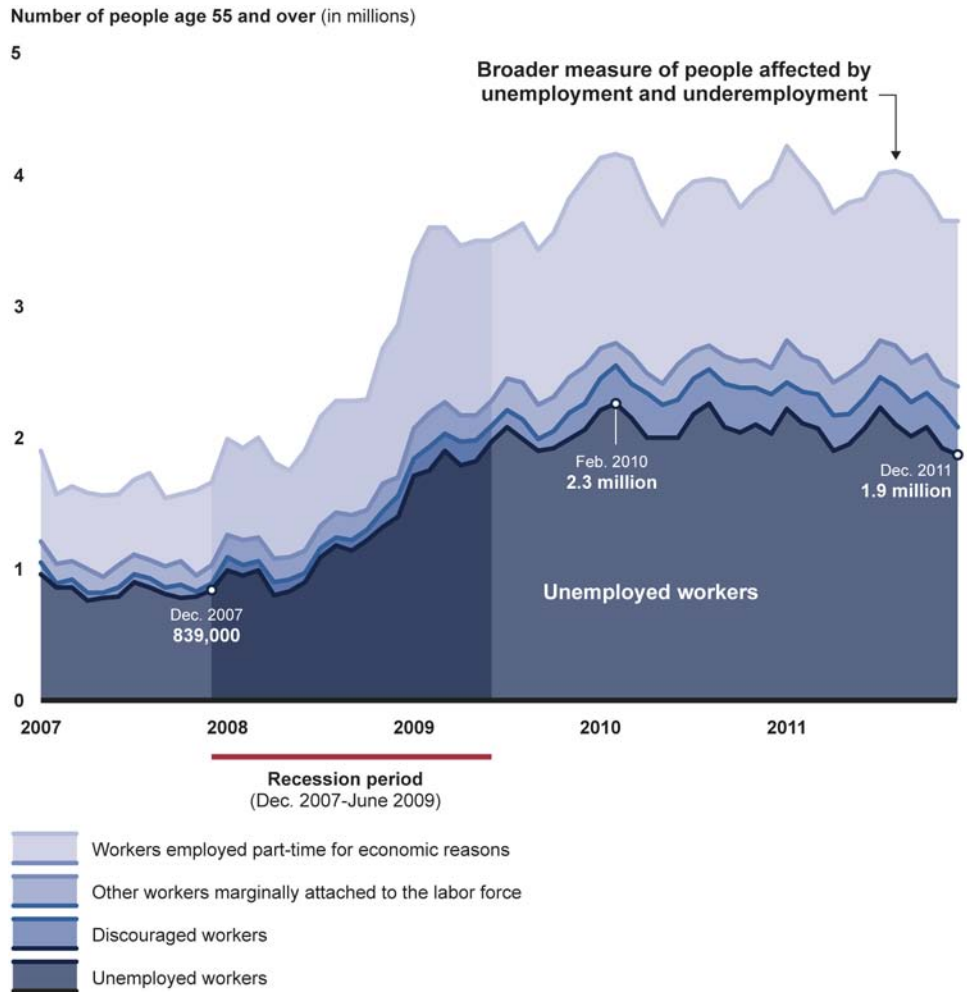 Number of people age 55 and over (in millions)
5
Broader measure of people affected by
unemployment and underemployment
4
3
2
Feb. 2010
2.3 million
Dec. 2011
1.9 million
1
Unemployed workers
Dec. 2007
839,000
0
2007 2008 2009 2010 2011
Recession period
(Dec. 2007-June 2009)
Workers employed part-time for economic reasons
Other workers marginally attached to the labor force
Discouraged workers
Unemployed workers